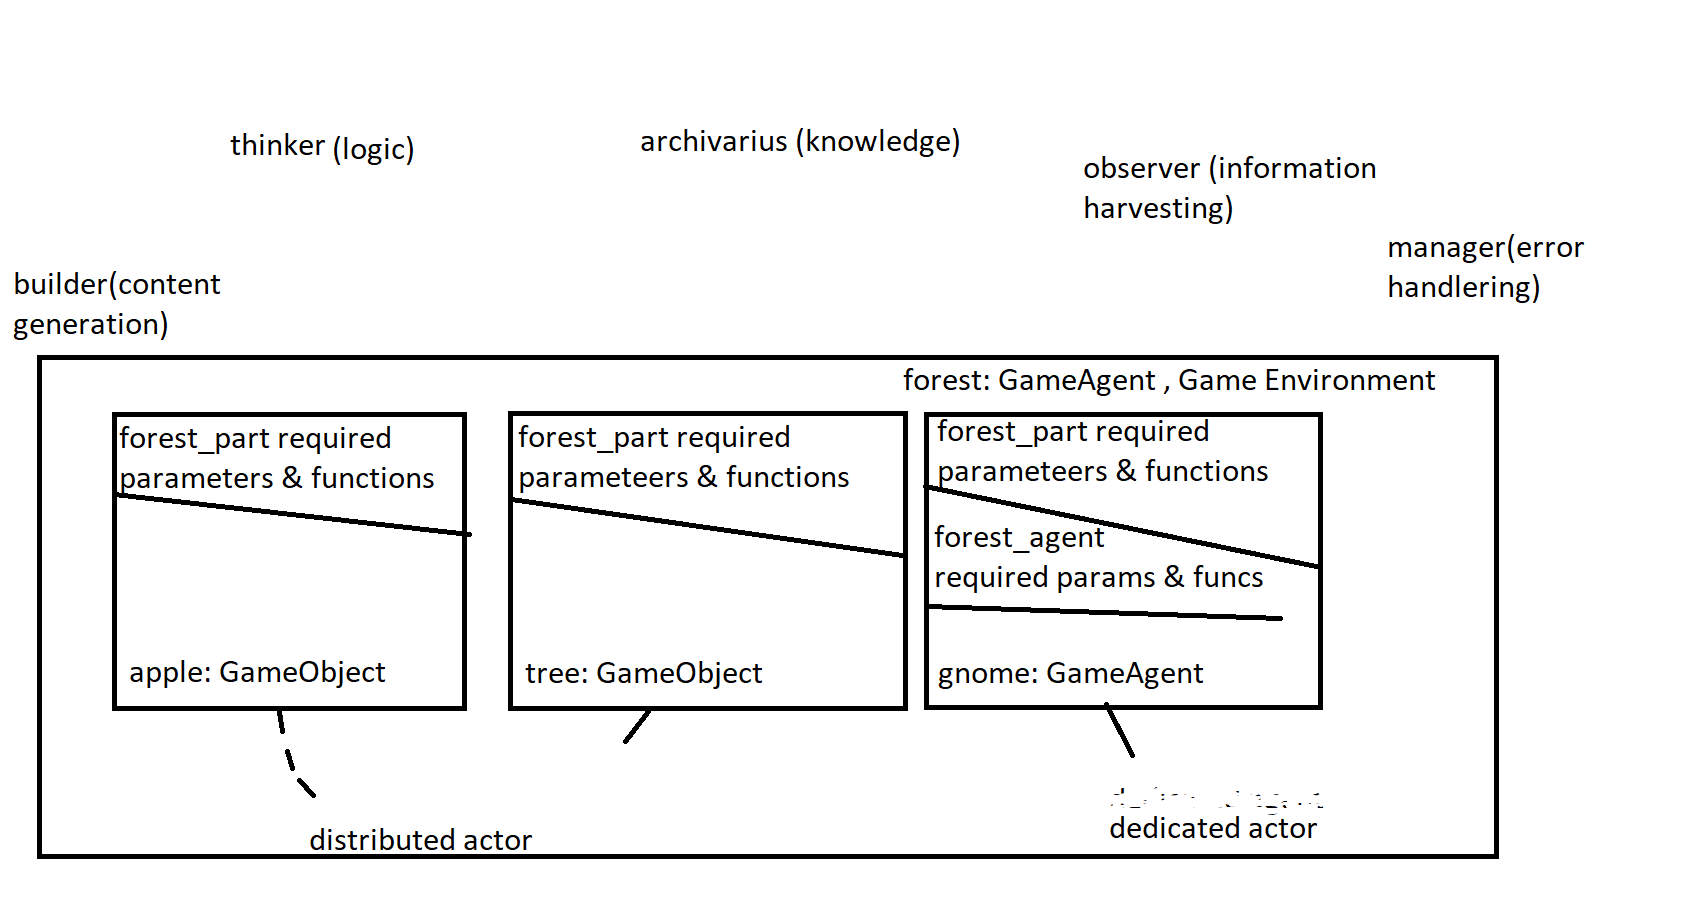 thinker (logic)
archivarius (knowledge)
observer (information
harvesting)
manager(error
handlering)
builder(content
generation)
forest: GameAgent , Game Environment
forest_part required
parameters & functions
apple: GameObject
forest_part required
parameteers & functions
tree: GameObject
forest_part required
parameteers & functions
forest_agent
required params & funcs
gnome: GameAgent
distributed actor
dedicated actor